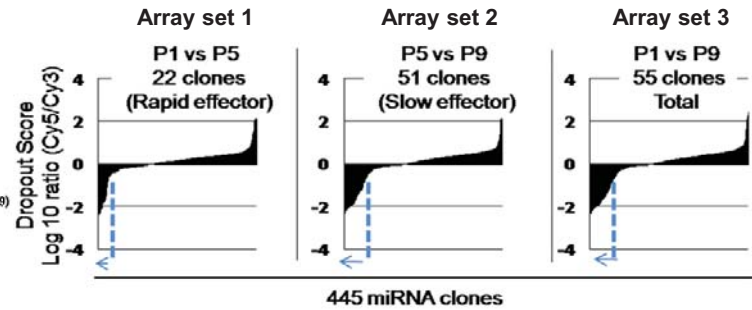 Array set 1
Array set 2
Array set 3
P1 vs P5
22 clones
(Rapid effector)
P5 vs P9
51 clones
(Slow effector)
P1 vs P9
55 clones
Total
9)
Dropout Score
Log 10 ratio (Cy5/Cy3)
4
2
0
-2
-4
4
2
0
-2
-4
4
2
0
-2
-4
445 miRNA clones